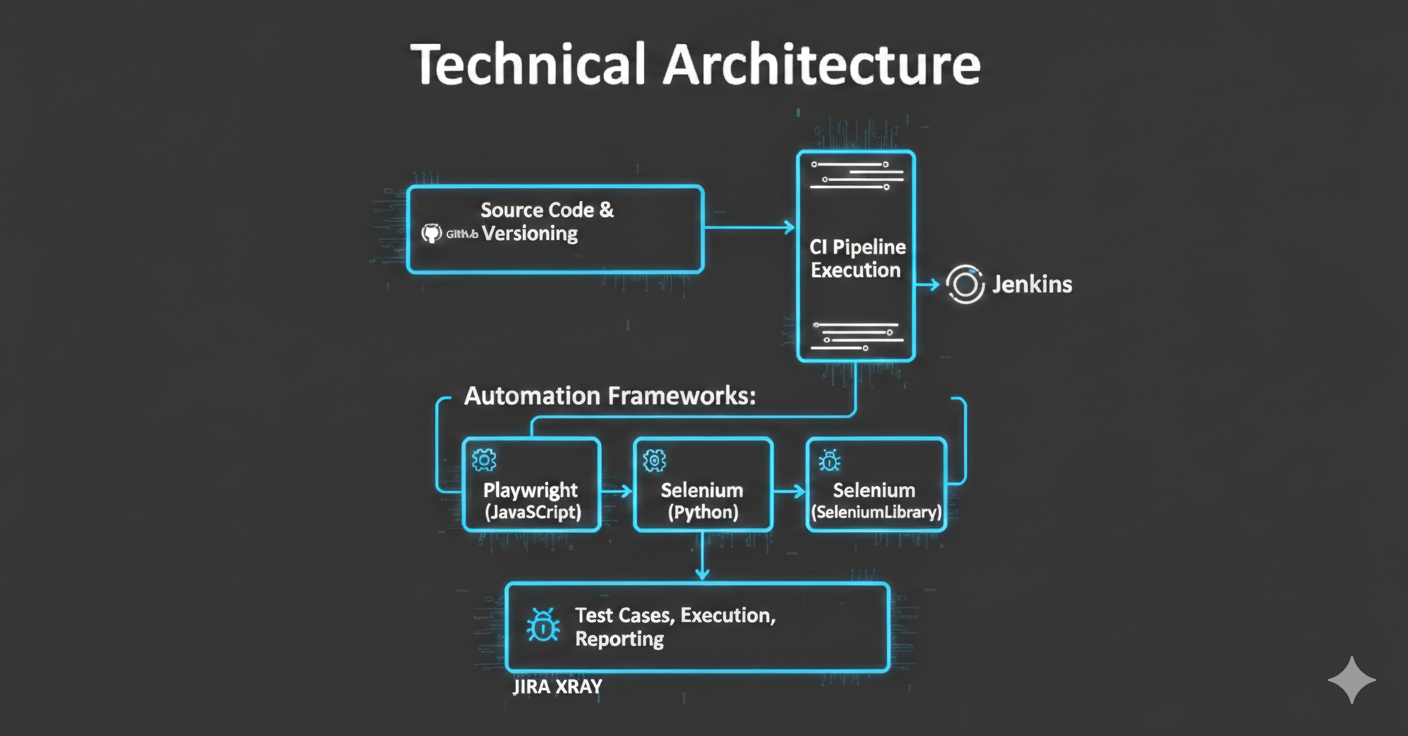 Technical Architecture
Source Code &
GitHub Versioning
CI Pipeline
Execution
Jenkins
Automation Frameworks:
Playwright
(JavaSCript)
Selenium
(Python)
Selenium
(SeleniumLibrary)
Test Cases, Execution,
Reporting
JIRA XRAY